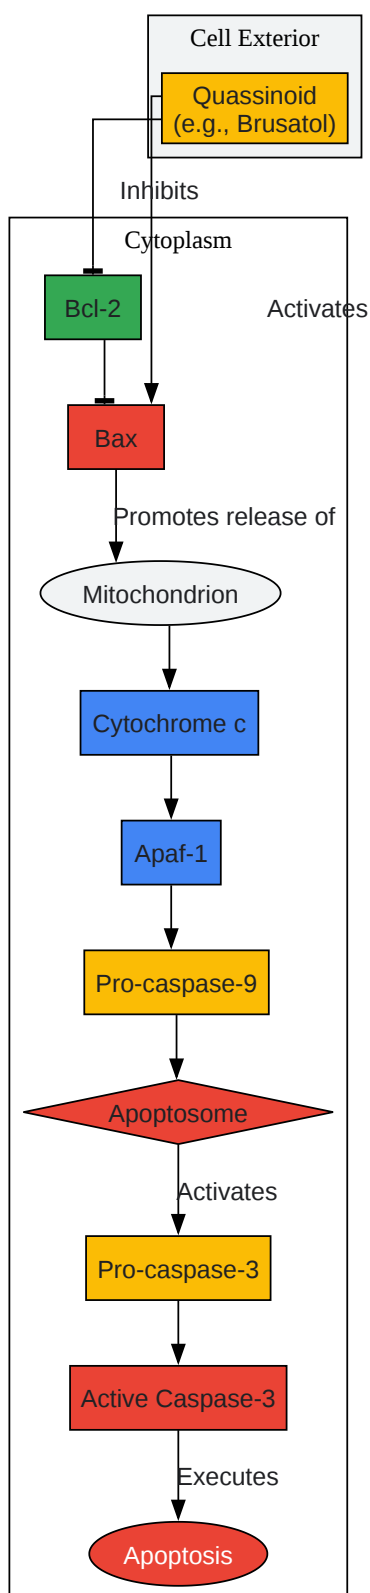 Cell Exterior
Quassinoid
(e.g., Brusatol)
Inhibits
Cytoplasm
Bcl-2
Activates
Bax
Promotes release of
Mitochondrion
Cytochrome c
Apaf-1
Pro-caspase-9
Apoptosome
Activates
Pro-caspase-3
Active Caspase-3
Executes
Apoptosis